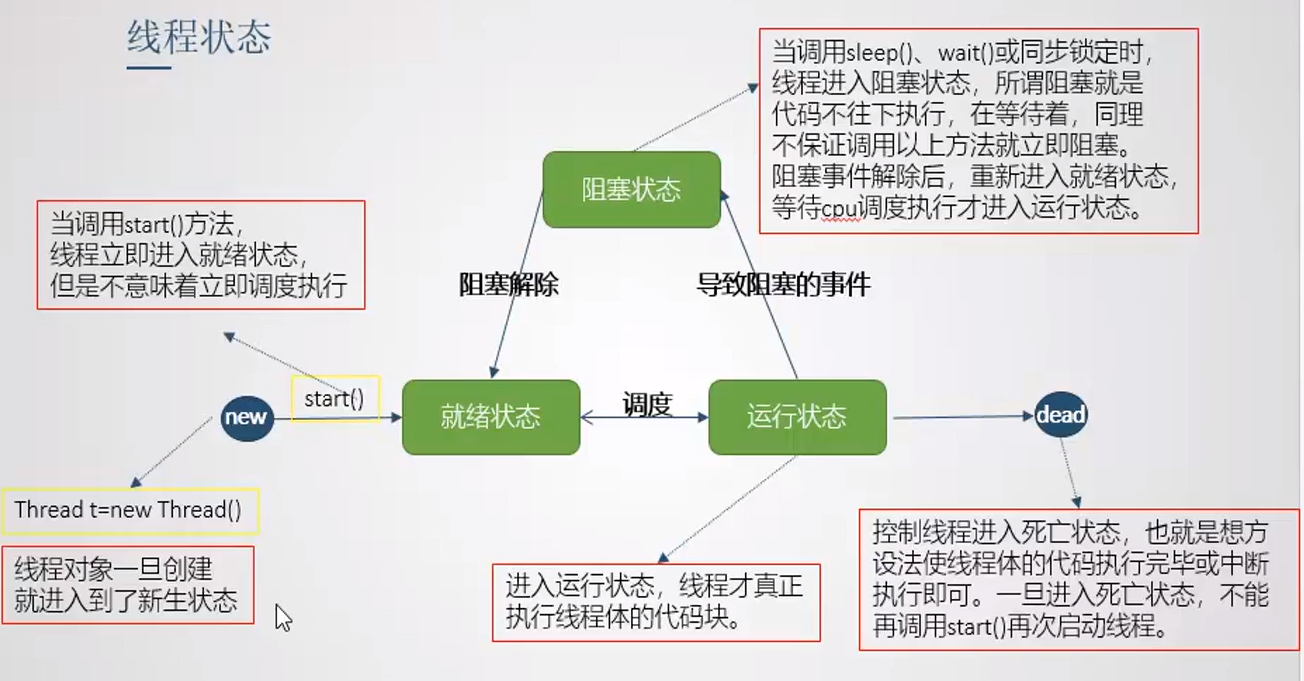 线程状态
当调用sleep()、wait()或同步锁定时，
线程进入阻塞状态，所谓阻塞就是
代码不往下执行，在等待着，同理
不保证调用以上方法就立即阻塞。
阻塞事件解除后，重新进入就绪状态，
等待cpu调度执行才进入运行状态。
阻塞状态
当调用start()方法，
线程立即进入就绪状态，
但是不意味着立即调度执行
阻塞解除
导致阻塞的事件
new
start()
就绪状态
调度
运行状态
dead
Thread t=new Thread()
线程对象一旦创建
就进入到了新生状态
进入运行状态，线程才真正
执行线程体的代码块。
控制线程进入死亡状态，也就是想方
设法使线程体的代码执行完毕或中断
执行即可。一旦进入死亡状态，不能
再调用start()再次启动线程。